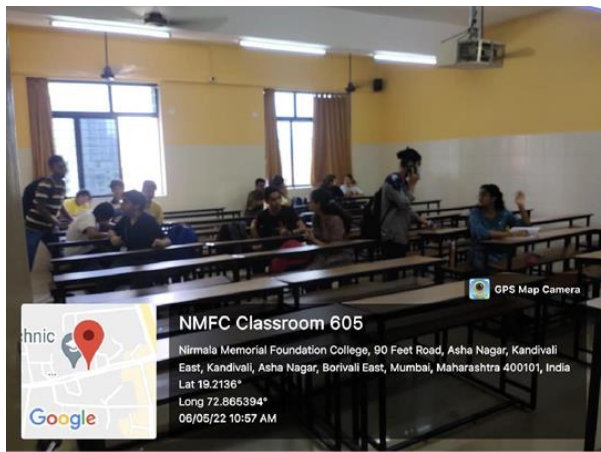 GPS Map Camera
NMFC Classroom 605
Nirmala Memorial Foundation College, 90 Feet Road, Asha Nagar, Kandivali
East, Kandivali, Asha Nagar, Borivali East, Mumbai, Maharashtra 400101, India
Lat 19.2136°
Long 72.865394°
06/05/22 10:57 AM
chnic
Google